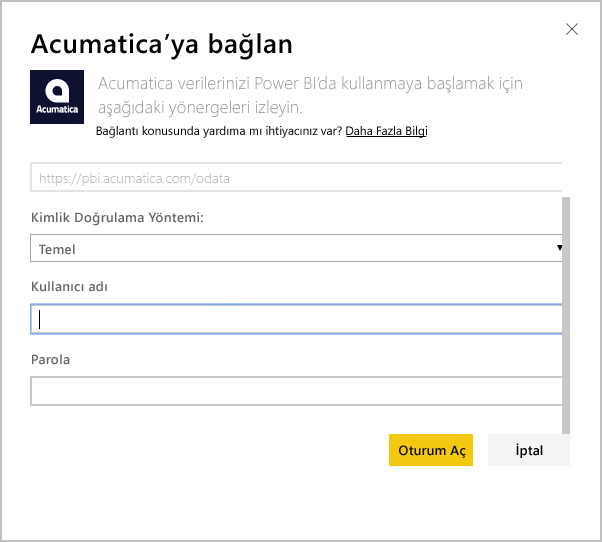 Acumatica’ya bağlan
Acumatica
Acumatica verilerinizi Power BI’da kullanmaya başlamak için
aşağıdaki yönergeleri izleyin.
Bağlantı konusunda yardıma mı ihtiyacınız var? Daha Fazla Bilgi
https://pbi.acumatica.com/odata
Kimlik Doğrulama Yöntemi:
Temel
Kullanıcı adı
Parola
Oturum Aç
İptal